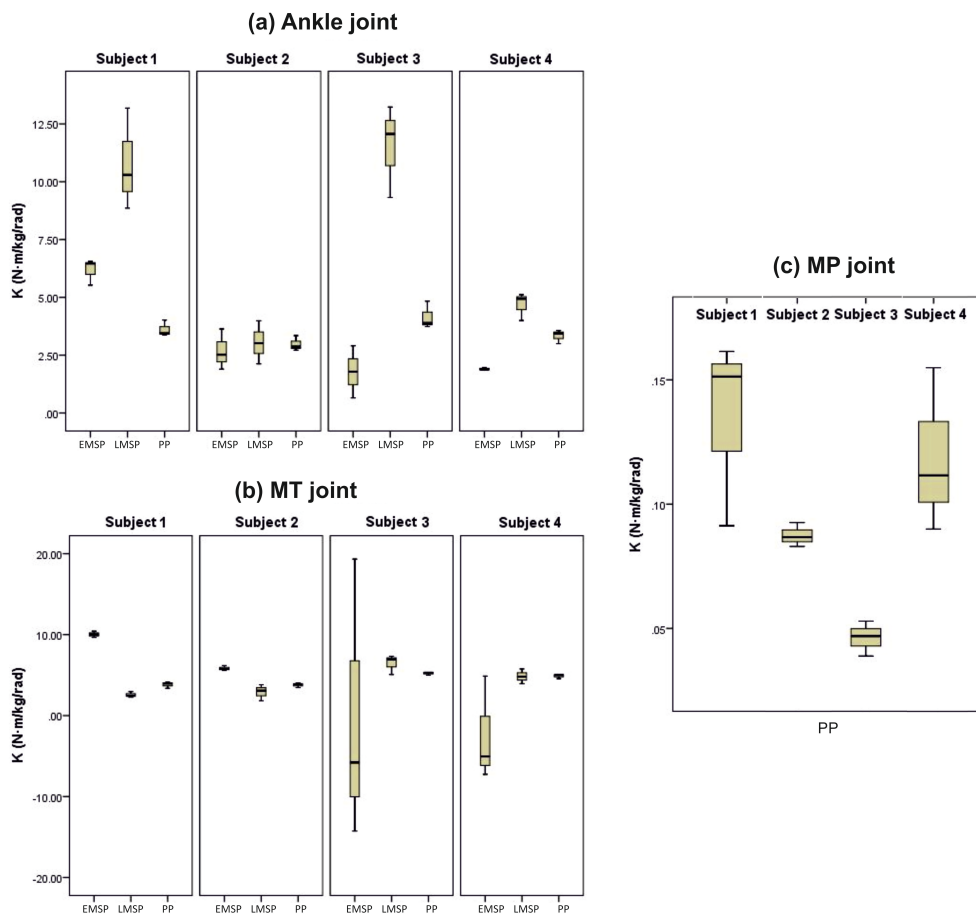 (a) Ankle joint
Subject 1 Subject 2 Subject 3 Subject 4
K (N·m/kg/rad)
12.50
10.00
7.50
5.00
2.50
.00
EMSP LMSP PP EMSP LMSP PP EMSP LMSP PP EMSP LMSP PP
(b) MT joint
Subject 1 Subject 2 Subject 3 Subject 4
K (N·m/kg/rad)
20.00
10.00
.00
-10.00
-20.00
EMSP LMSP PP EMSP LMSP PP EMSP LMSP PP EMSP LMSP PP
(c) MP joint
Subject 1 Subject 2 Subject 3 Subject 4
K (N·m/kg/rad)
.15
.10
.05
PP